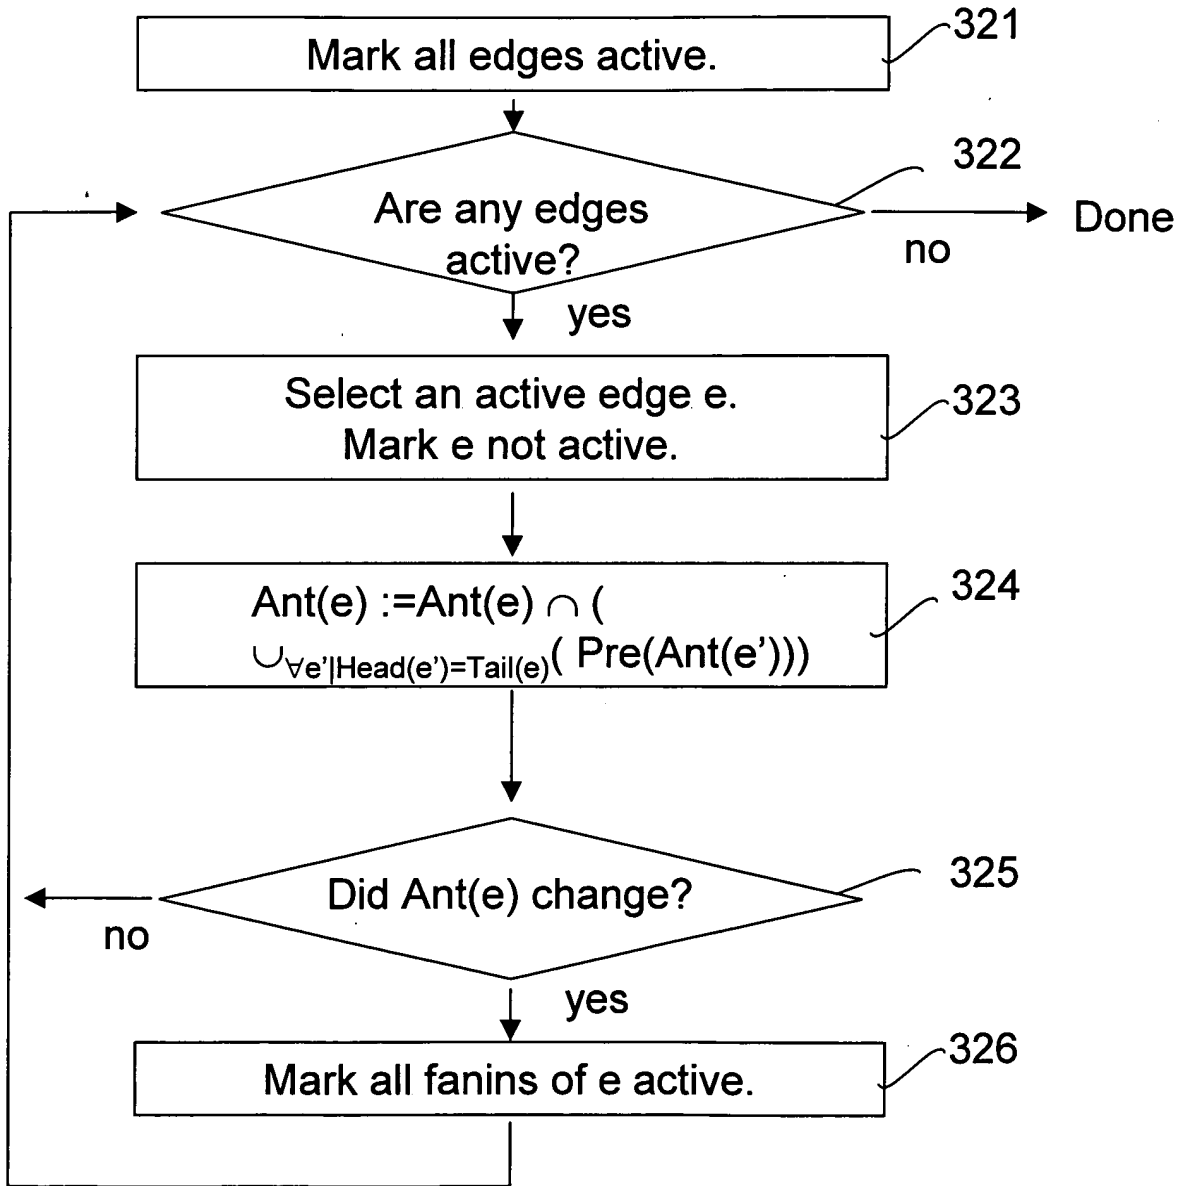 Mark all edges active.
321
322
Are any edges
active?
no
Done
yes
Select an active edge e.
Mark e not active.
323
Ant(e) :=Ant(e) ∩ (
∪∀e'|Head(e')=Tail(e)( Pre(Ant(e')))
324
Did Ant(e) change?
325
no
yes
Mark all fanins of e active.
326